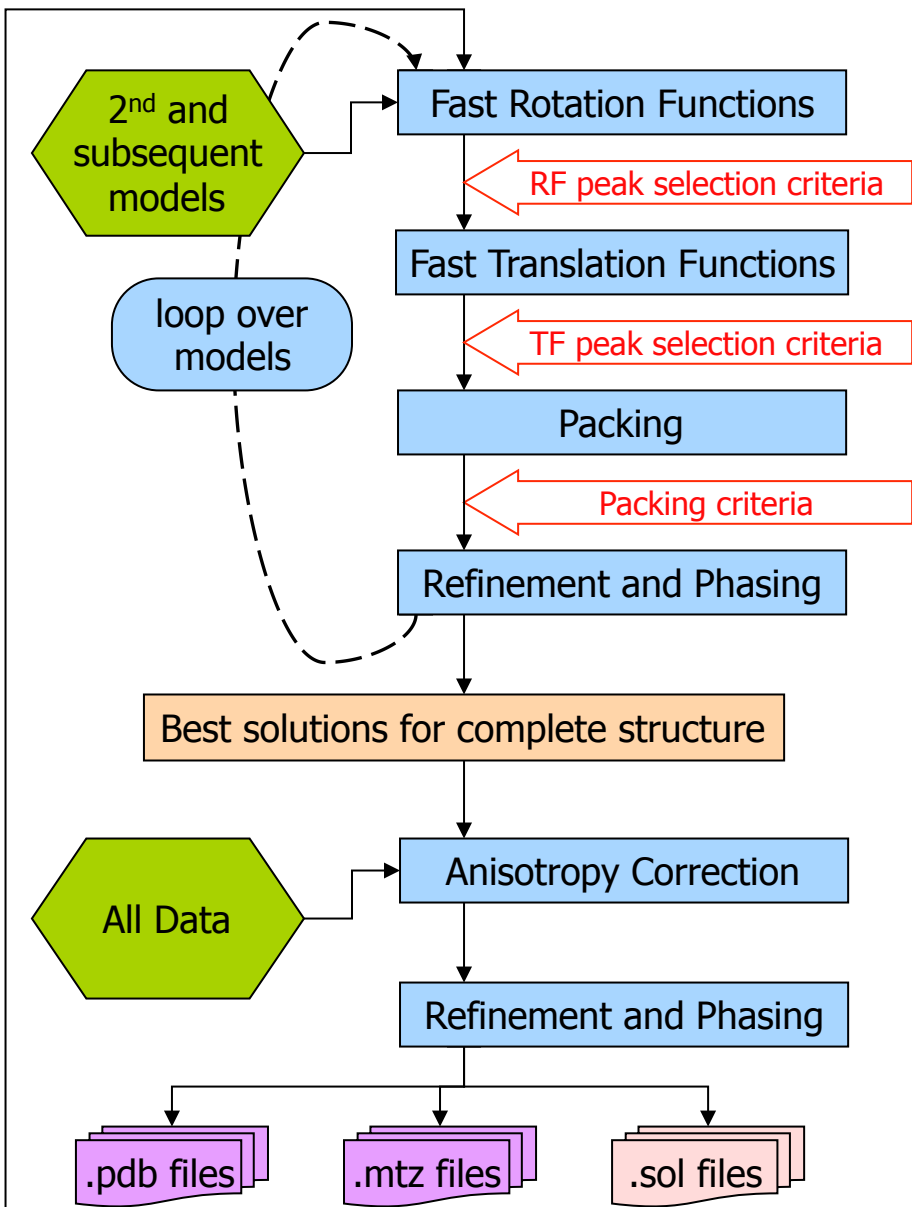 2nd and
subsequent
models
Fast Rotation Functions
RF peak selection criteria
Fast Translation Functions
loop over
models
TF peak selection criteria
Packing
Packing criteria
Refinement and Phasing
Best solutions for complete structure
Anisotropy Correction
All Data
Refinement and Phasing
.pdb files
.mtz files
.sol files